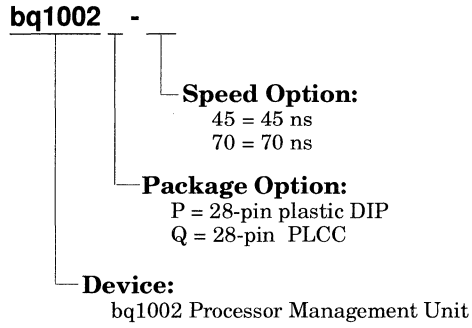 bq1002 -
Speed Option:
45 = 45 ns
70 = 70 ns
Package Option:
P = 28-pin plastic DIP
Q = 28-pin PLCC
Device:
bq1002 Processor Management Unit